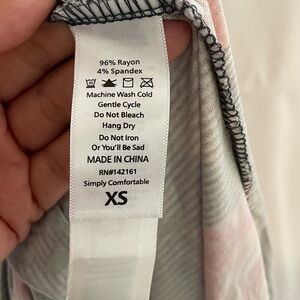 96% Rayon
4% Spandex
Machine Wash Cold
Gentle Cycle
Do Not Bleach
Hang Dry
Do Not Iron
Or You'll Be Sad
MADE IN CHINA
RN#142161
Simply Comfortable
XS